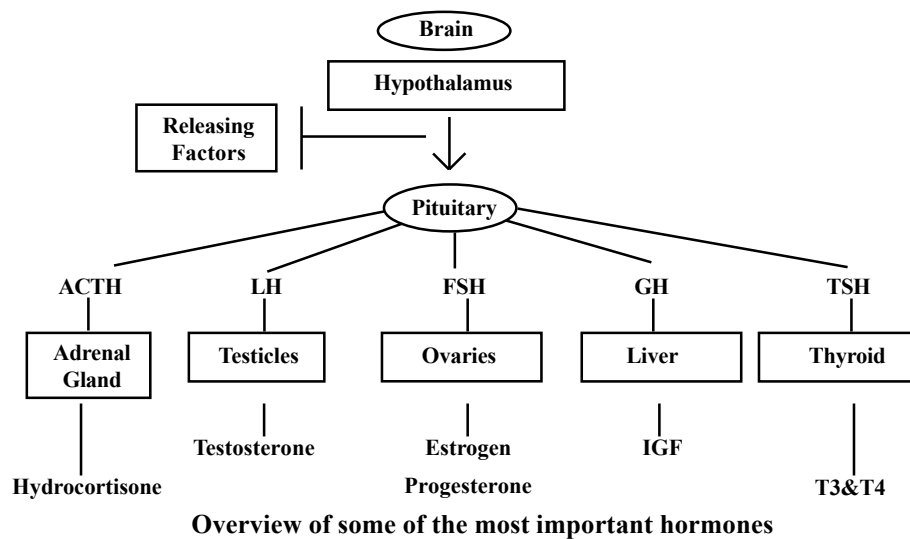 Brain
Hypothalamus
Releasing
Factors
Pituitary
ACTH
LH
FSH
GH
TSH
Adrenal
Gland
Testicles
Ovaries
Liver
Thyroid
Testosterone
Estrogen
IGF
Hydrocortisone
Progesterone
T3&T4
Overview of some of the most important hormones